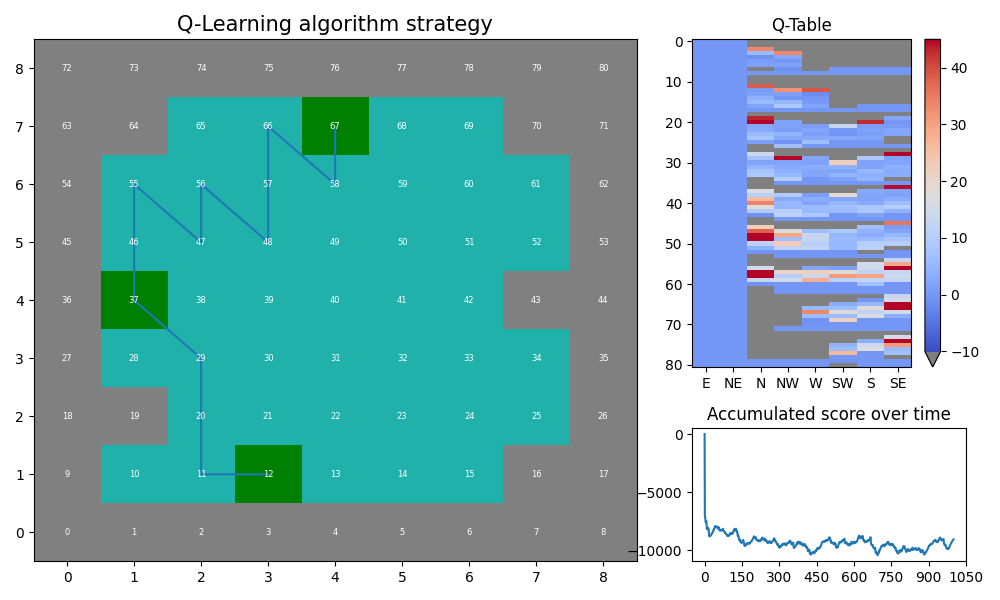 Q-Learning algorithm strategy
8 72 73 74 75 76 77 78 79 80
7 63 64 65 66 67 68 69 70 71
6 54 55 56 57 58 59 60 61 62
5 45 46 47 48 49 50 51 52 53
4 36 37 38 39 40 41 42 43 44
3 27 28 29 30 31 32 33 34 35
2 18 19 20 21 22 23 24 25 26
1 9 10 11 12 13 14 15 16 17
0 0 1 2 3 4 5 6 7 8
0 1 2 3 4 5 6 7 8
Q-Table
0
10
20
30
40
50
60
70
80
E NE N NW W SW S SE
40
30
20
10
0
−10
Accumulated score over time
0
−5000
−10000
0 150 300 450 600 750 900 1050